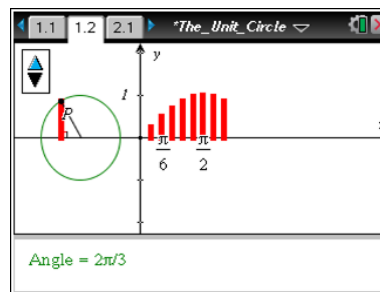 1.1 1.2 2.1 *The_Unit_Circle
y
1
P
π/6 π/2
Angle = 2π/3